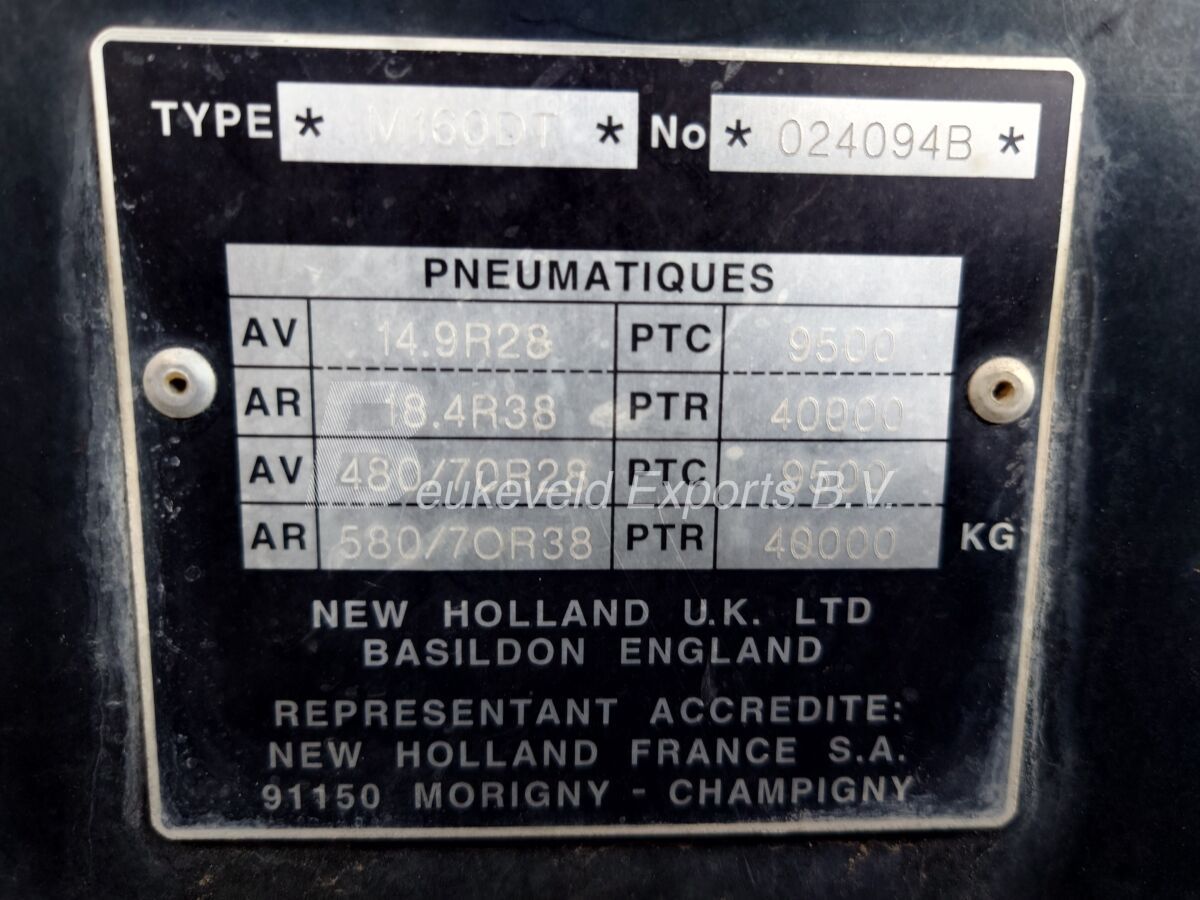 TYPE * M160DT * No * 024094B *
PNEUMATIQUES
AV 14.9R28 PTC 9500
AR 18.4R38 PTR 40000
AV 480/70R28 PTC 9500
AR 580/70R38 PTR 40000 KG
Beukeveld Exports B.V.
NEW HOLLAND U.K. LTD
BASILDON ENGLAND
REPRESENTANT ACCREDITE:
NEW HOLLAND FRANCE S.A.
91150 MORIGNY - CHAMPIGNY